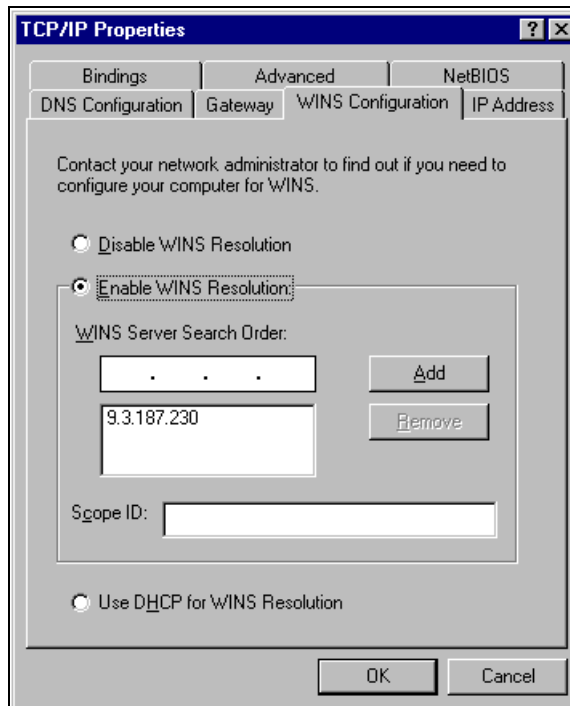 TCP/IP Properties
? ×
Bindings Advanced NetBIOS
DNS Configuration Gateway WINS Configuration IP Address
Contact your network administrator to find out if you need to
configure your computer for WINS.
Disable WINS Resolution
Enable WINS Resolution:
WINS Server Search Order:
. . .
Add
9.3.187.230
Remove
Scope ID:
Use DHCP for WINS Resolution
OK Cancel